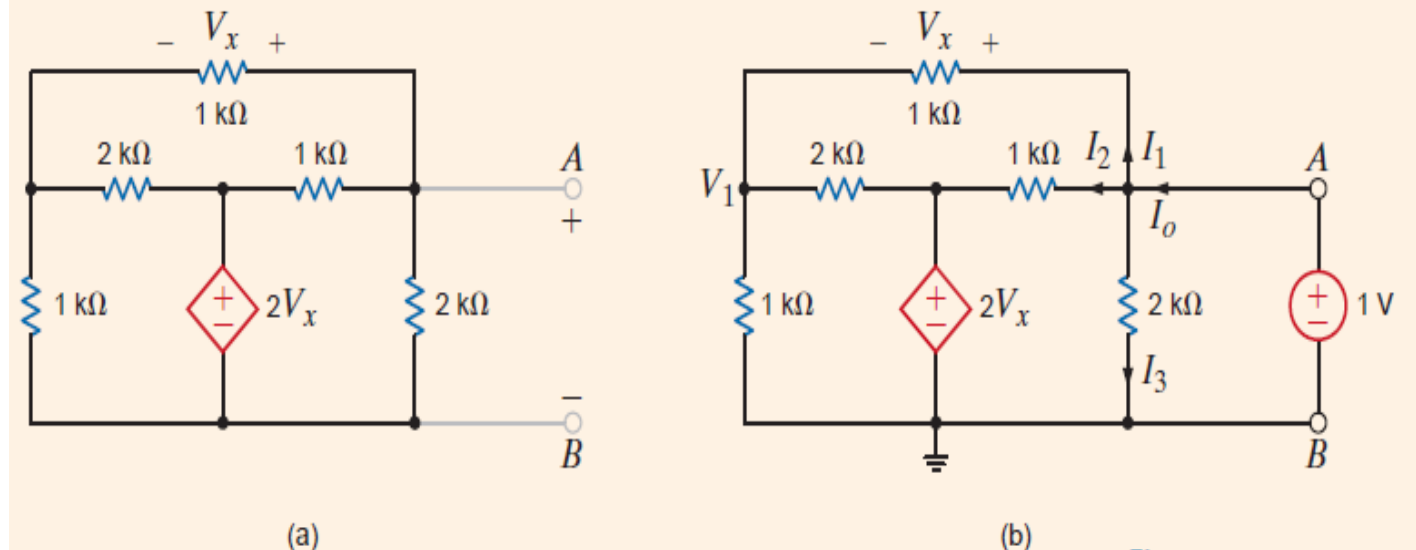 − Vx + − Vx +
1 kΩ 1 kΩ
2 kΩ 1 kΩ A 2 kΩ 1 kΩ I2 I1 A
+ V1 Io
1 kΩ + − 2Vx 2 kΩ 1 kΩ + − 2Vx 2 kΩ + − 1 V
− I3
B B
(a) (b)